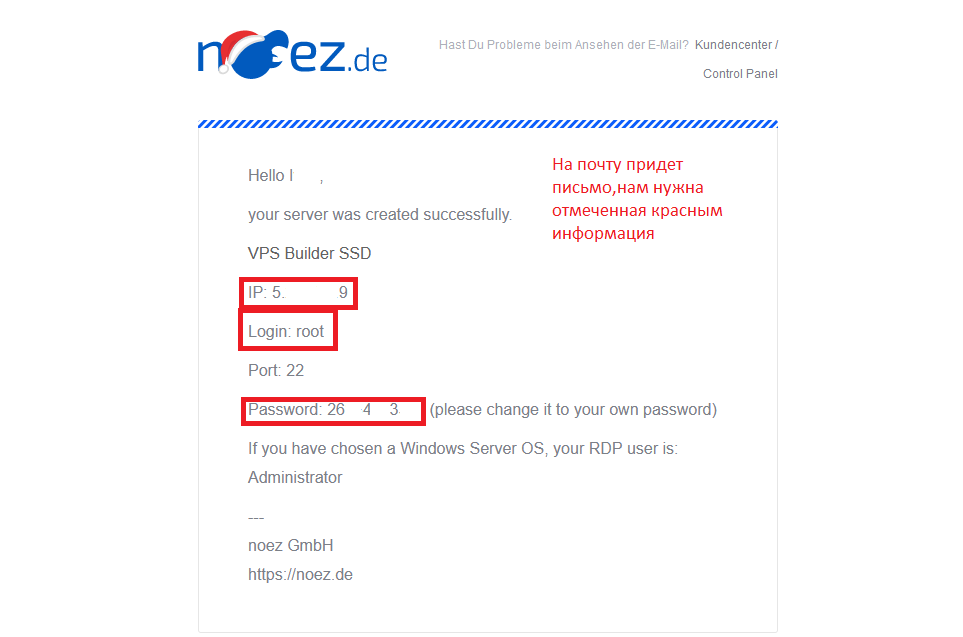 noez.de
Hast Du Probleme beim Ansehen der E-Mail? Kundencenter /
Control Panel
Hello I ,
На почту придет
письмо,нам нужна
отмеченная красным
информация
your server was created successfully.
VPS Builder SSD
IP: 5. 9
Login: root
Port: 22
Password: 26 4 3 (please change it to your own password)
If you have chosen a Windows Server OS, your RDP user is:
Administrator
---
noez GmbH
https://noez.de